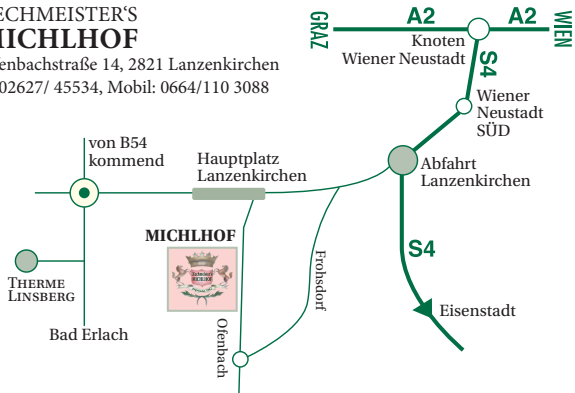 ECHMEISTER'S
MICHLHOF
enbachstraße 14, 2821 Lanzenkirchen
02627/ 45534, Mobil: 0664/110 3088
GRAZ
A2
A2
WIEN
Knoten
Wiener Neustadt
S4
Wiener
Neustadt
SÜD
von B54
kommend
Hauptplatz
Lanzenkirchen
Abfahrt
Lanzenkirchen
MICHLHOF
S4
Frohsdorf
THERME
LINSBERG
Bad Erlach
Ofenbach
Eisenstadt